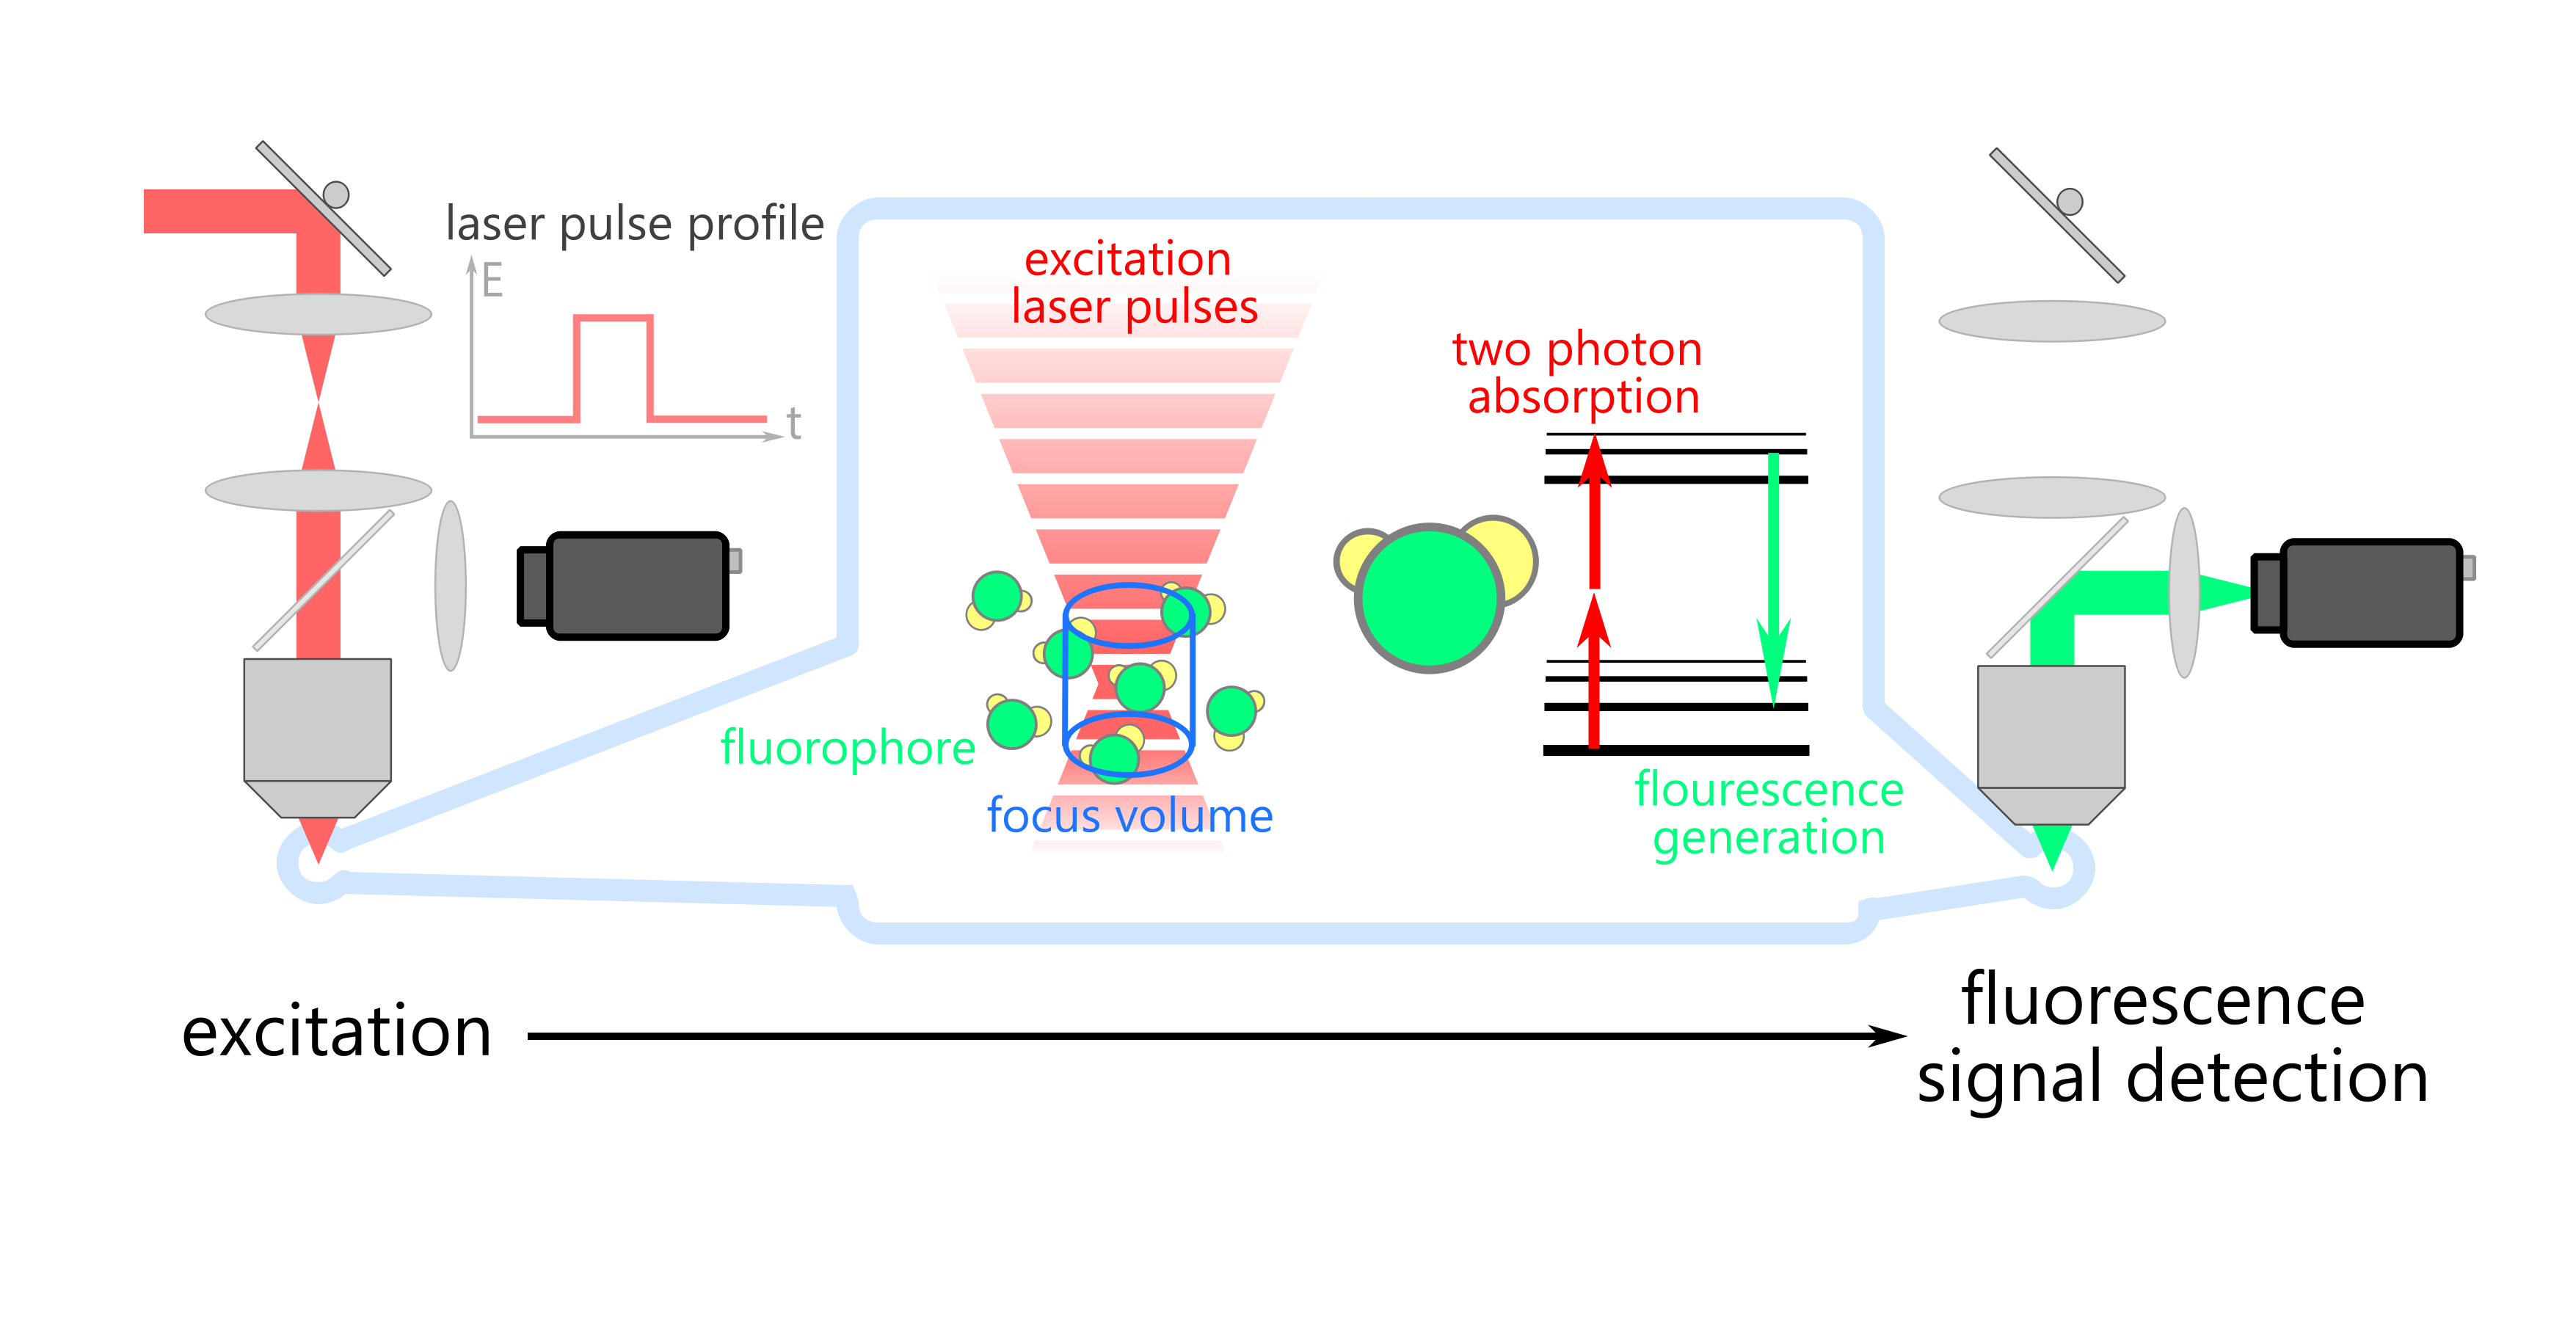 laser pulse profile
E
t
excitation
laser pulses
fluorophore
focus volume
two photon
absorption
flourescence
generation
excitation
fluorescence
signal detection